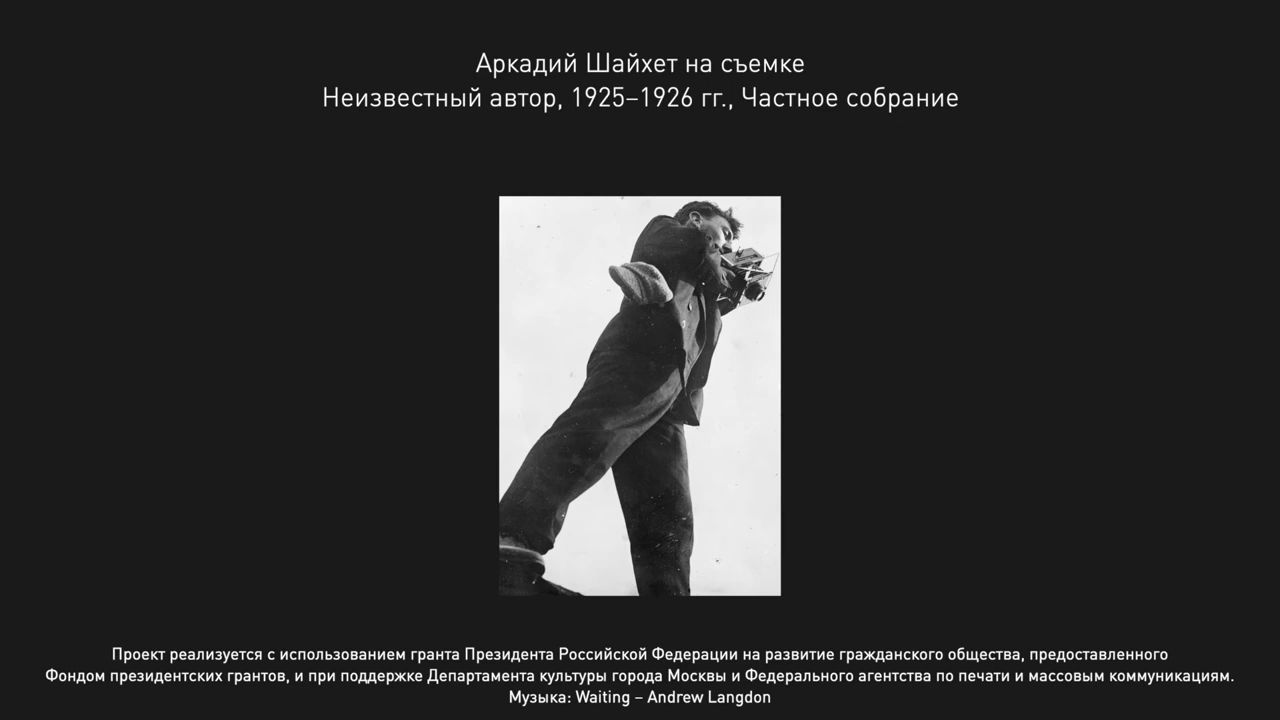 Аркадий Шайхет на съемке
Неизвестный автор, 1925–1926 гг., Частное собрание
Проект реализуется с использованием гранта Президента Российской Федерации на развитие гражданского общества, предоставленного
Фондом президентских грантов, и при поддержке Департамента культуры города Москвы и Федерального агентства по печати и массовым коммуникациям.
Музыка: Waiting – Andrew Langdon